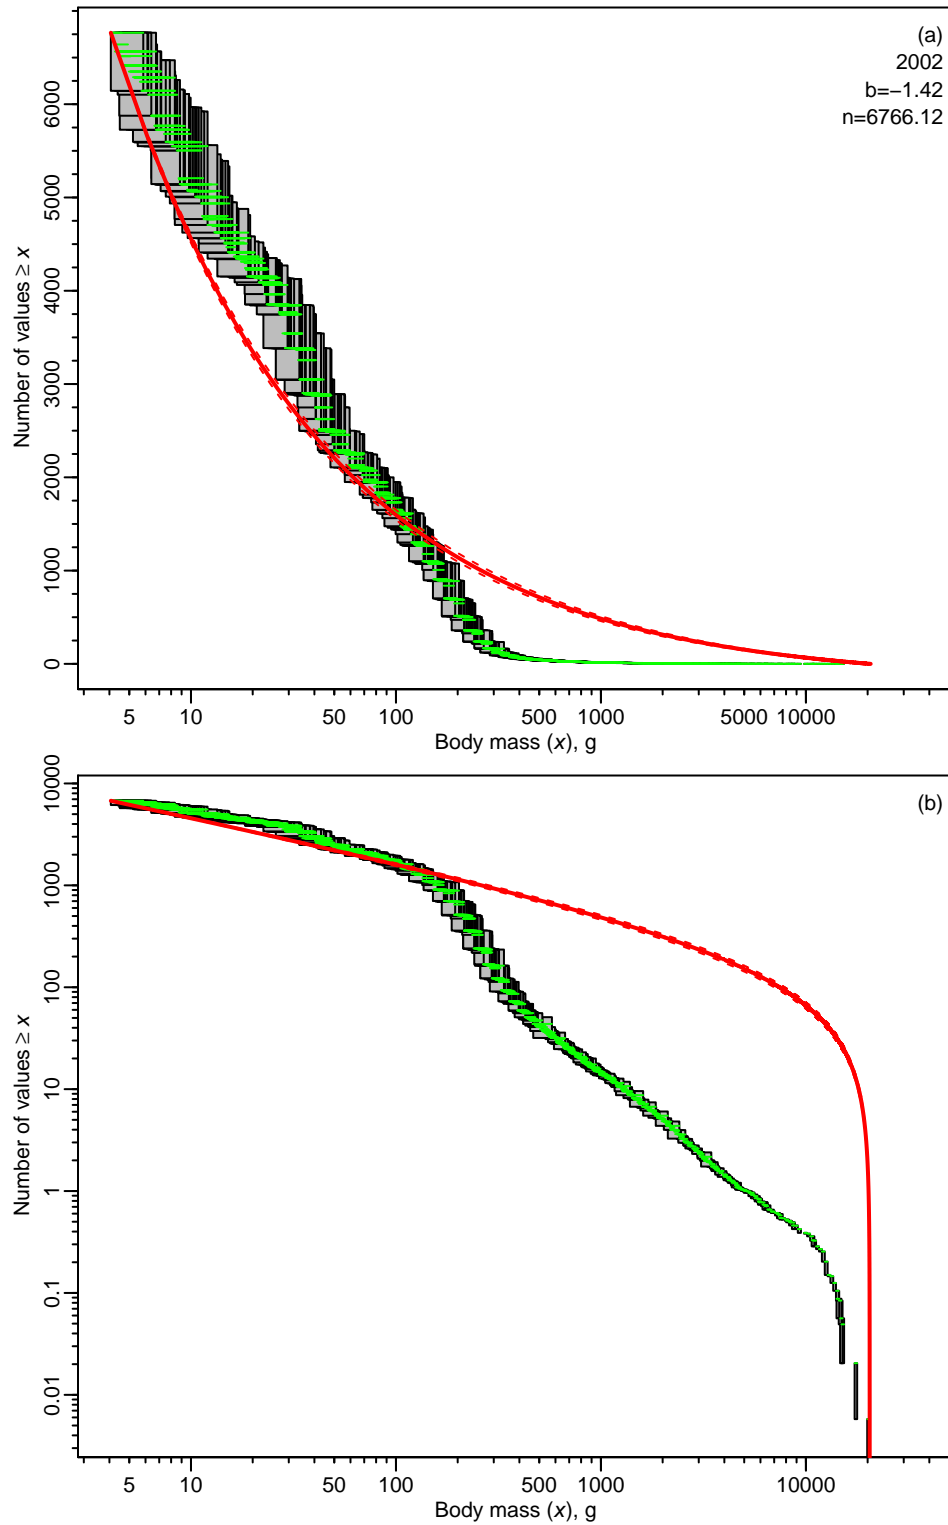 (a)
2002
b=−1.42
n=6766.12
Number of values ≥ x
0 1000 2000 3000 4000 5000 6000
5 10 50 100 500 1000 5000 10000
Body mass (x), g
(b)
Number of values ≥ x
0.01 0.1 1 10 100 1000 10000
5 10 50 100 500 1000 10000
Body mass (x), g